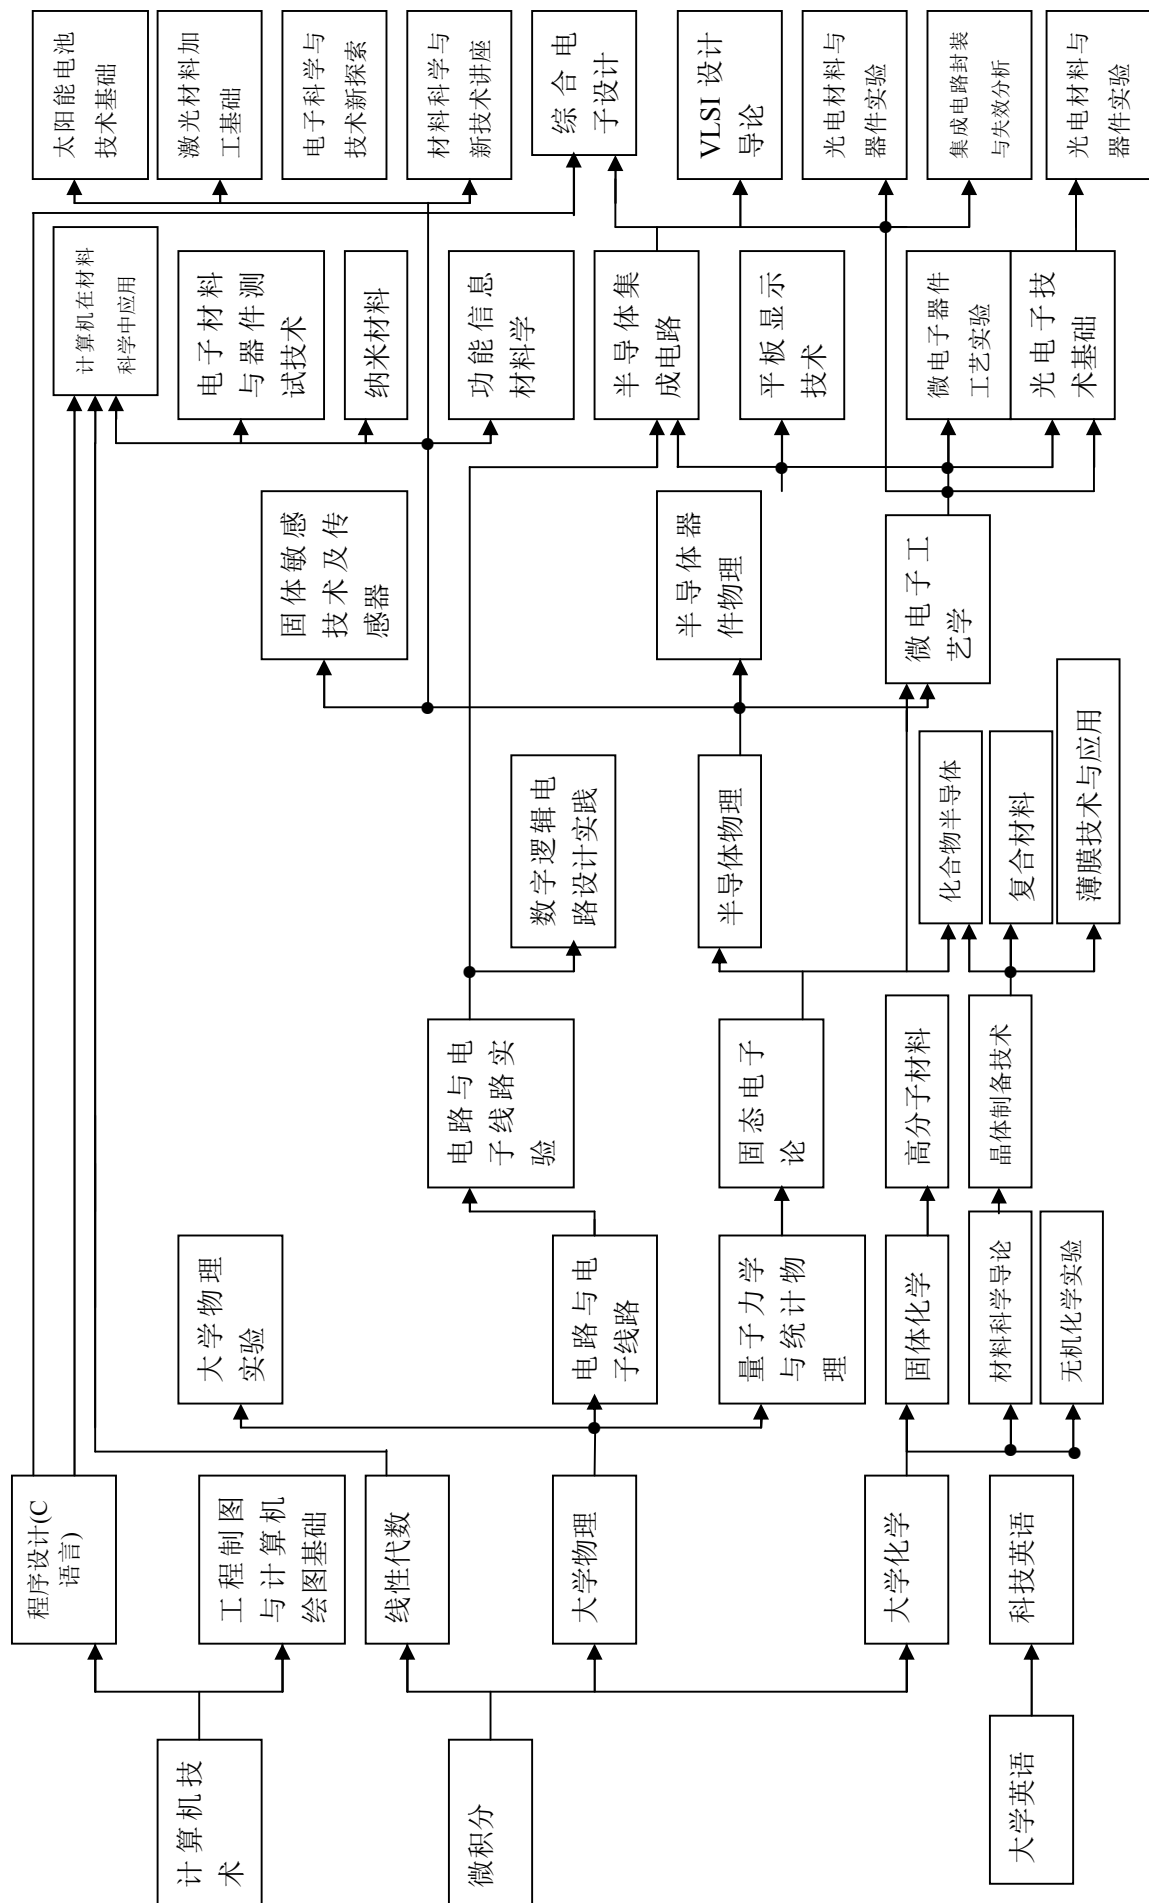 计算机技
术
微积分
大学英语
程序设计(C
语言)
工程制图
与计算机
绘图基础
线性代数
大学物理
大学化学
科技英语
大学物理
实验
电路与电
子线路
量子力学
与统计物
理
固体化学
材料科学导论
无机化学实验
电路与电
子线路实
验
固态电子
论
高分子材料
晶体制备技术
数字逻辑电
路设计实践
半导体物理
化合物半导体
复合材料
薄膜技术与应用
固体敏感
技术及传
感器
半导体器
件物理
微电子工
艺学
计算机在材料
科学中应用
电子材料
与器件测
试技术
纳米材料
功能信息
材料学
半导体集
成电路
平板显示
技术
微电子器件
工艺实验
光电子技
术基础
太阳能电池
技术基础
激光材料加
工基础
电子科学与
技术新探索
材料科学与
新技术讲座
综合电
子设计
VLSI 设计
导论
光电材料与
器件实验
集成电路封装
与失效分析
光电材料与
器件实验